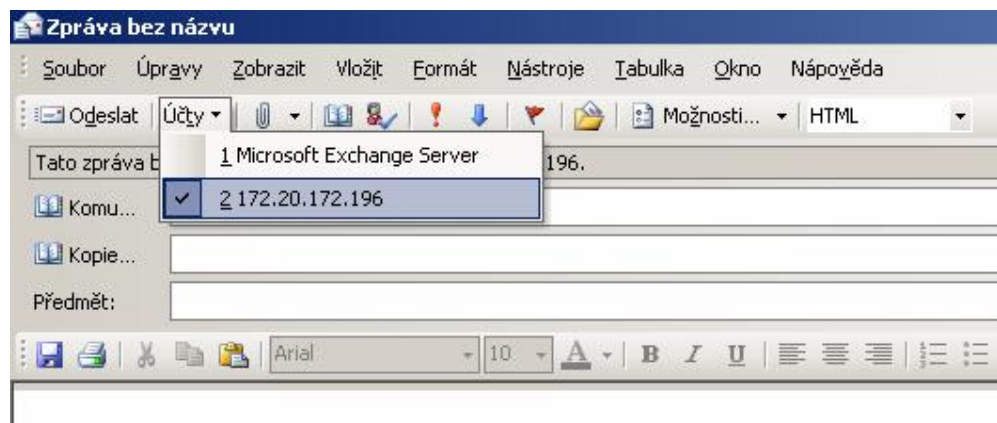 Zpráva bez názvu
Soubor Úpravy Zobrazit Vložit Formát Nástroje Tabulka Okno Nápověda
Odeslat Účty Možnosti... HTML
1 Microsoft Exchange Server
Tato zpráva b 196.
2 172.20.172.196
Komu...
Kopie...
Předmět:
Arial 10 A B I U